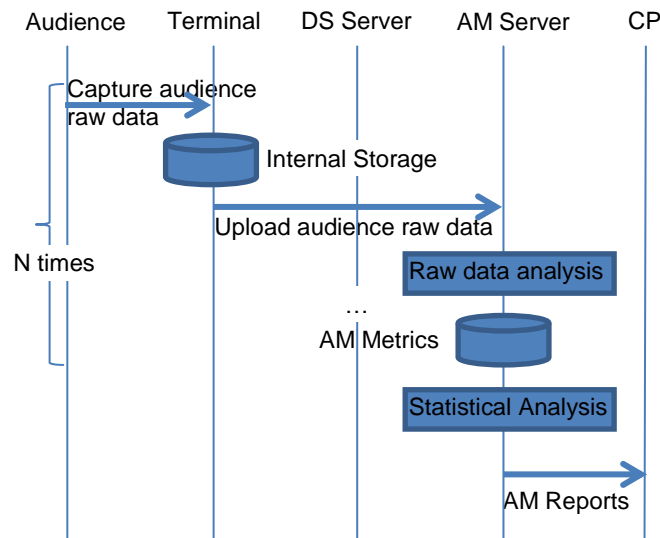 Audience Terminal DS Server AM Server CP
Capture audience
raw data
Internal Storage
Upload audience raw data
N times
Raw data analysis
…
AM Metrics
Statistical Analysis
AM Reports